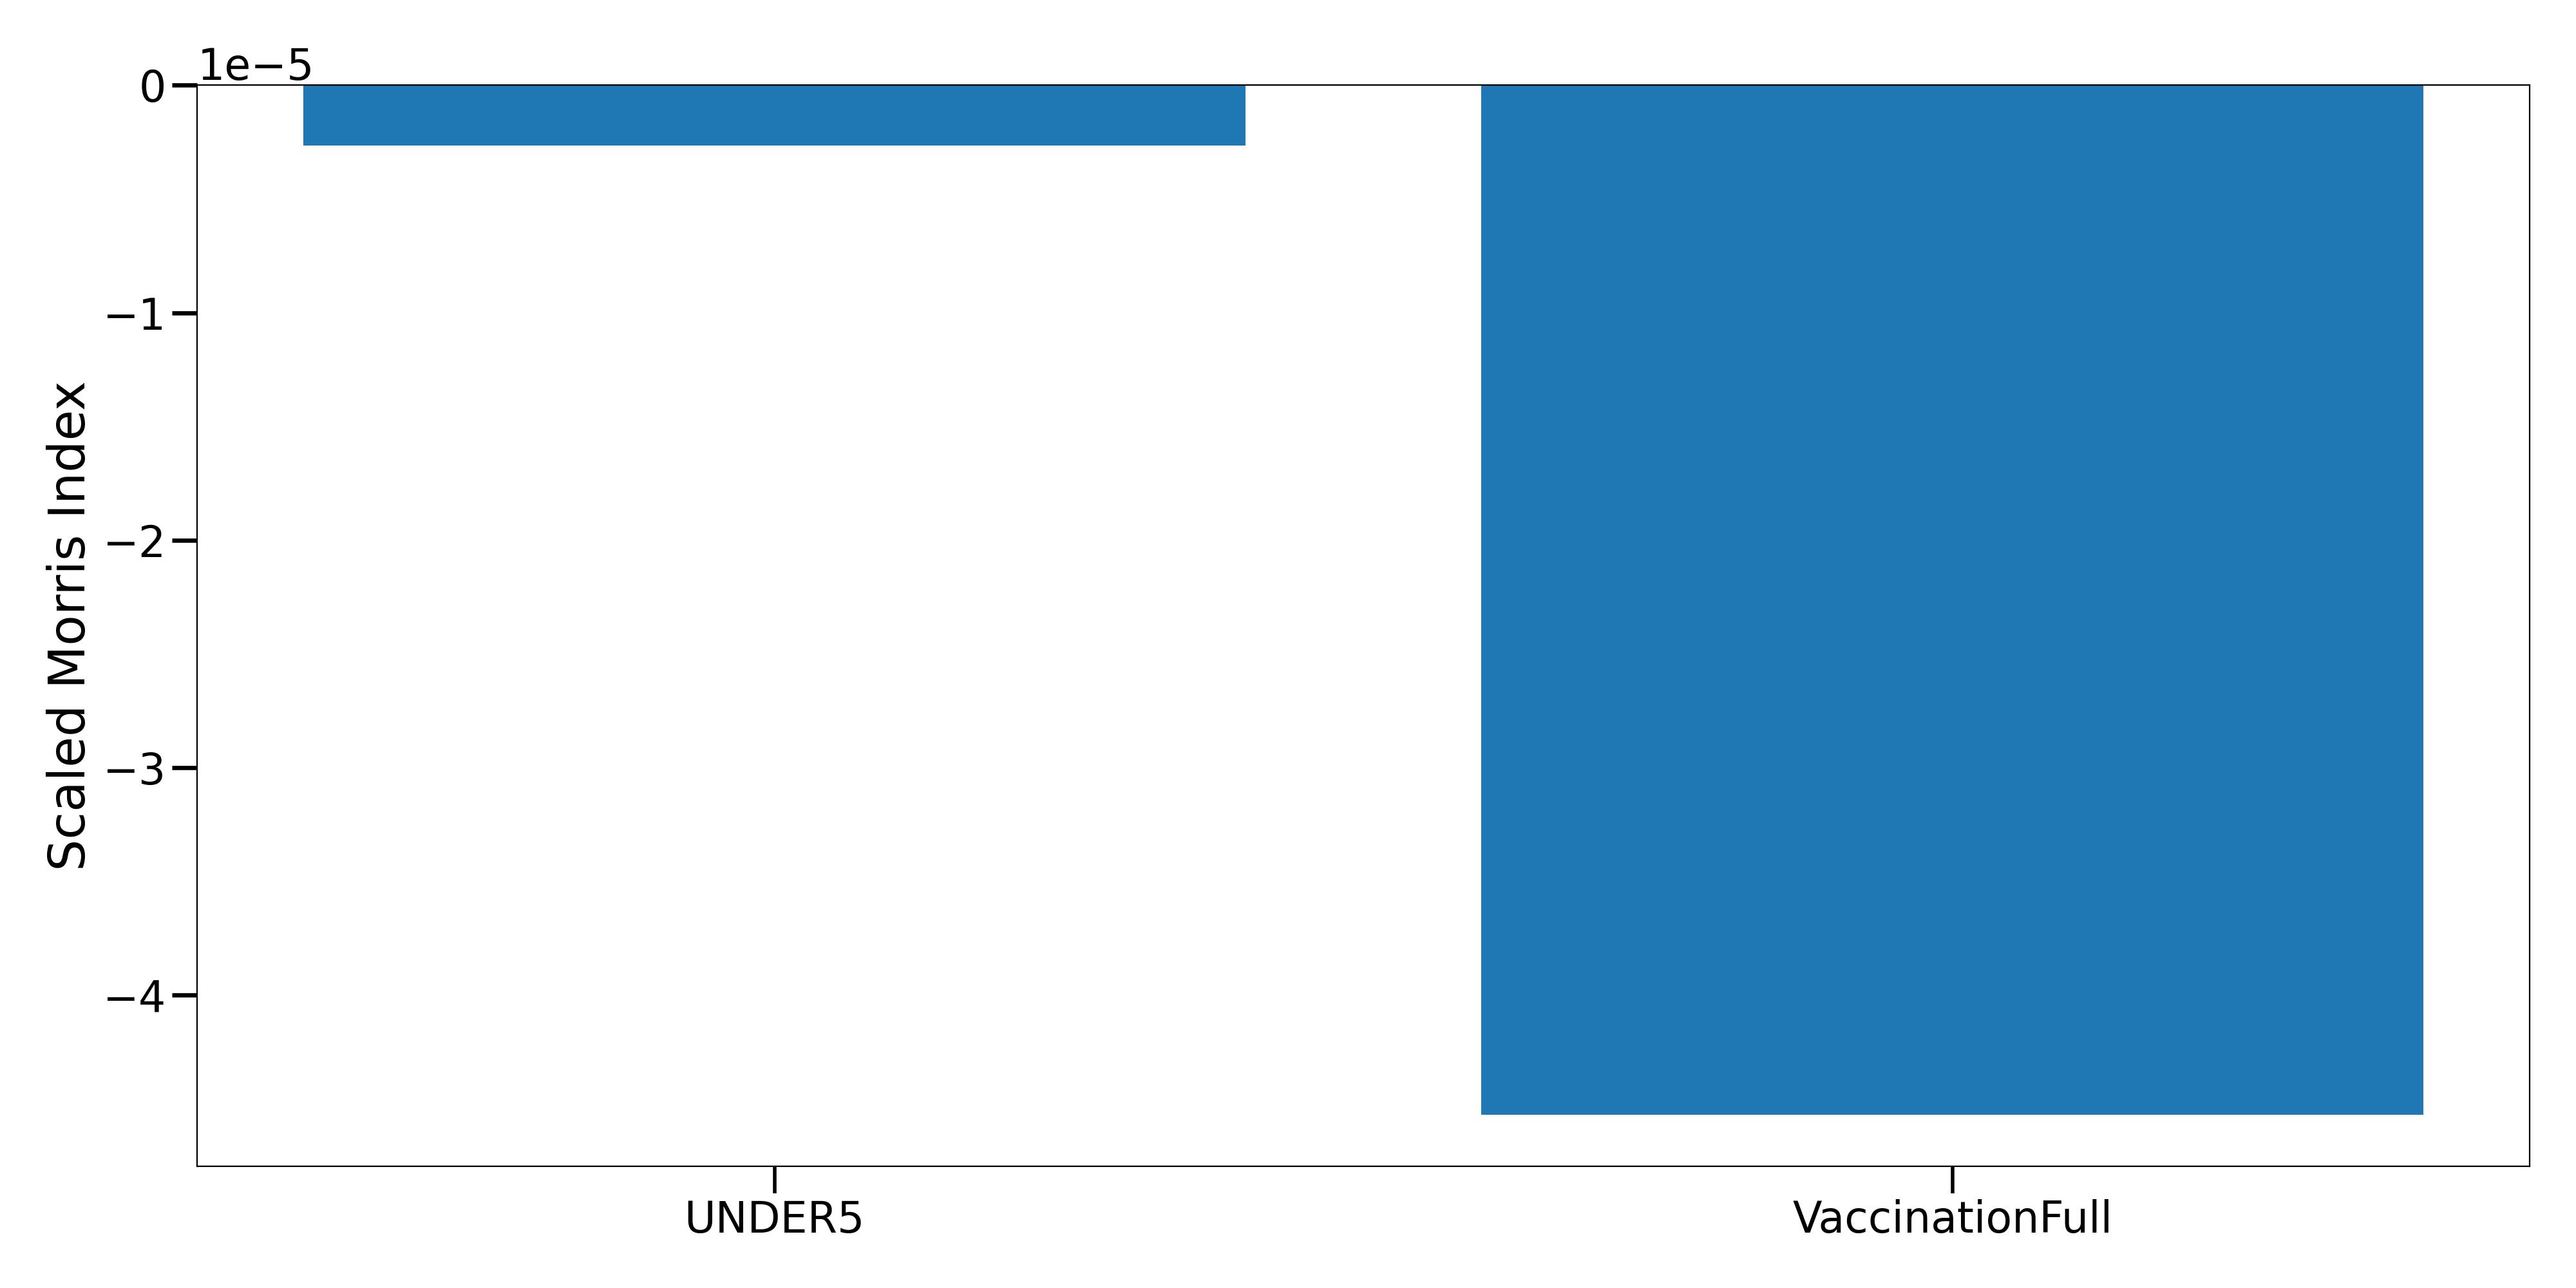 1e−5
0
−1
−2
−3
−4
Scaled Morris Index
UNDER5
VaccinationFull